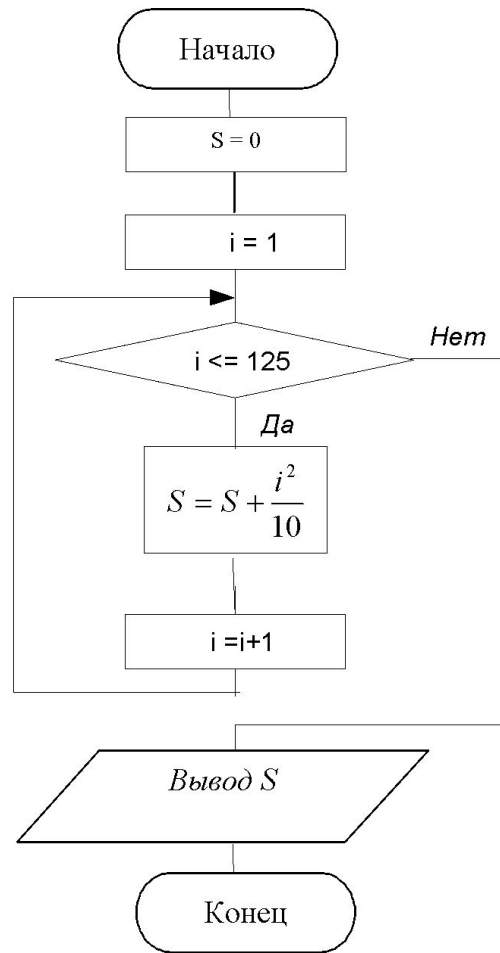 Начало
S = 0
i = 1
i <= 125
Нет
Да
S = S + i²/10
i =i+1
Вывод S
Конец